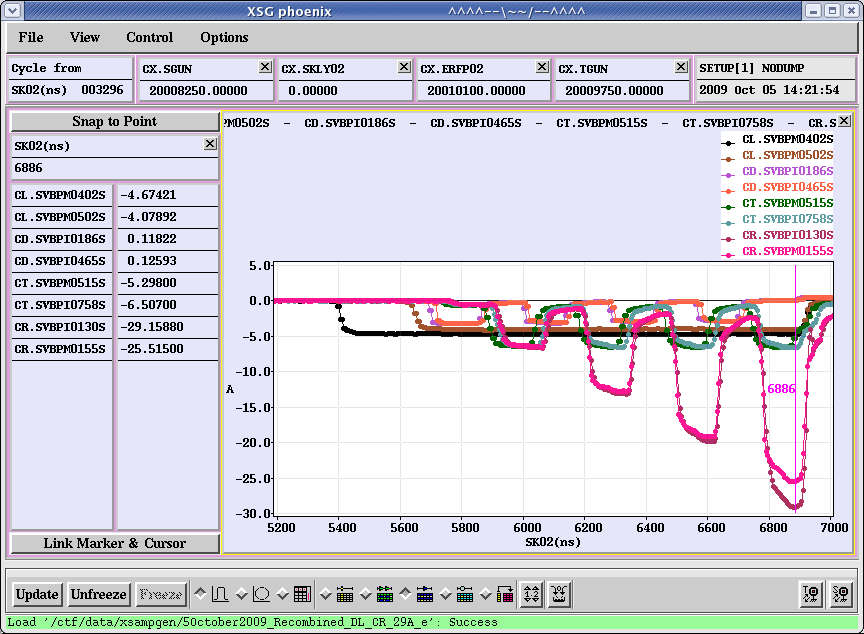 XSG phoenix ^^^^--\~~/--^^^^
File View Control Options
Cycle from CX.SGUN CX.SKLY02 CX.ERFP02 CX.TGUN SETUP[1] NODUMP
SK02(ns) 003296 20008250.00000 0.00000 20010100.00000 20009750.00000 2009 Oct 05 14:21:54
Snap to Point
SK02(ns)
6886
CL.SVBPM0402S -4.67421
CL.SVBPM0502S -4.07892
CD.SVBPI0186S 0.11822
CD.SVBPI0465S 0.12593
CT.SVBPM0515S -5.29800
CT.SVBPI0758S -6.50700
CR.SVBPI0130S -29.15880
CR.SVBPM0155S -25.51500
Link Marker & Cursor
PM0502S - CD.SVBPI0186S - CD.SVBPI0465S - CT.SVBPM0515S - CT.SVBPI0758S - CR.S
CL.SVBPM0402S
CL.SVBPM0502S
CD.SVBPI0186S
CD.SVBPI0465S
CT.SVBPM0515S
CT.SVBPI0758S
CR.SVBPI0130S
CR.SVBPM0155S
5.0
0.0
-5.0
-10.0
A
6886
-15.0
-20.0
-25.0
-30.0
5200 5400 5600 5800 6000 6200 6400 6600 6800 7000
SK02(ns)
Update Unfreeze Freeze
Load '/ctf/data/xsampgen/5October2009_Recombined_DL_CR_29A_e': Success